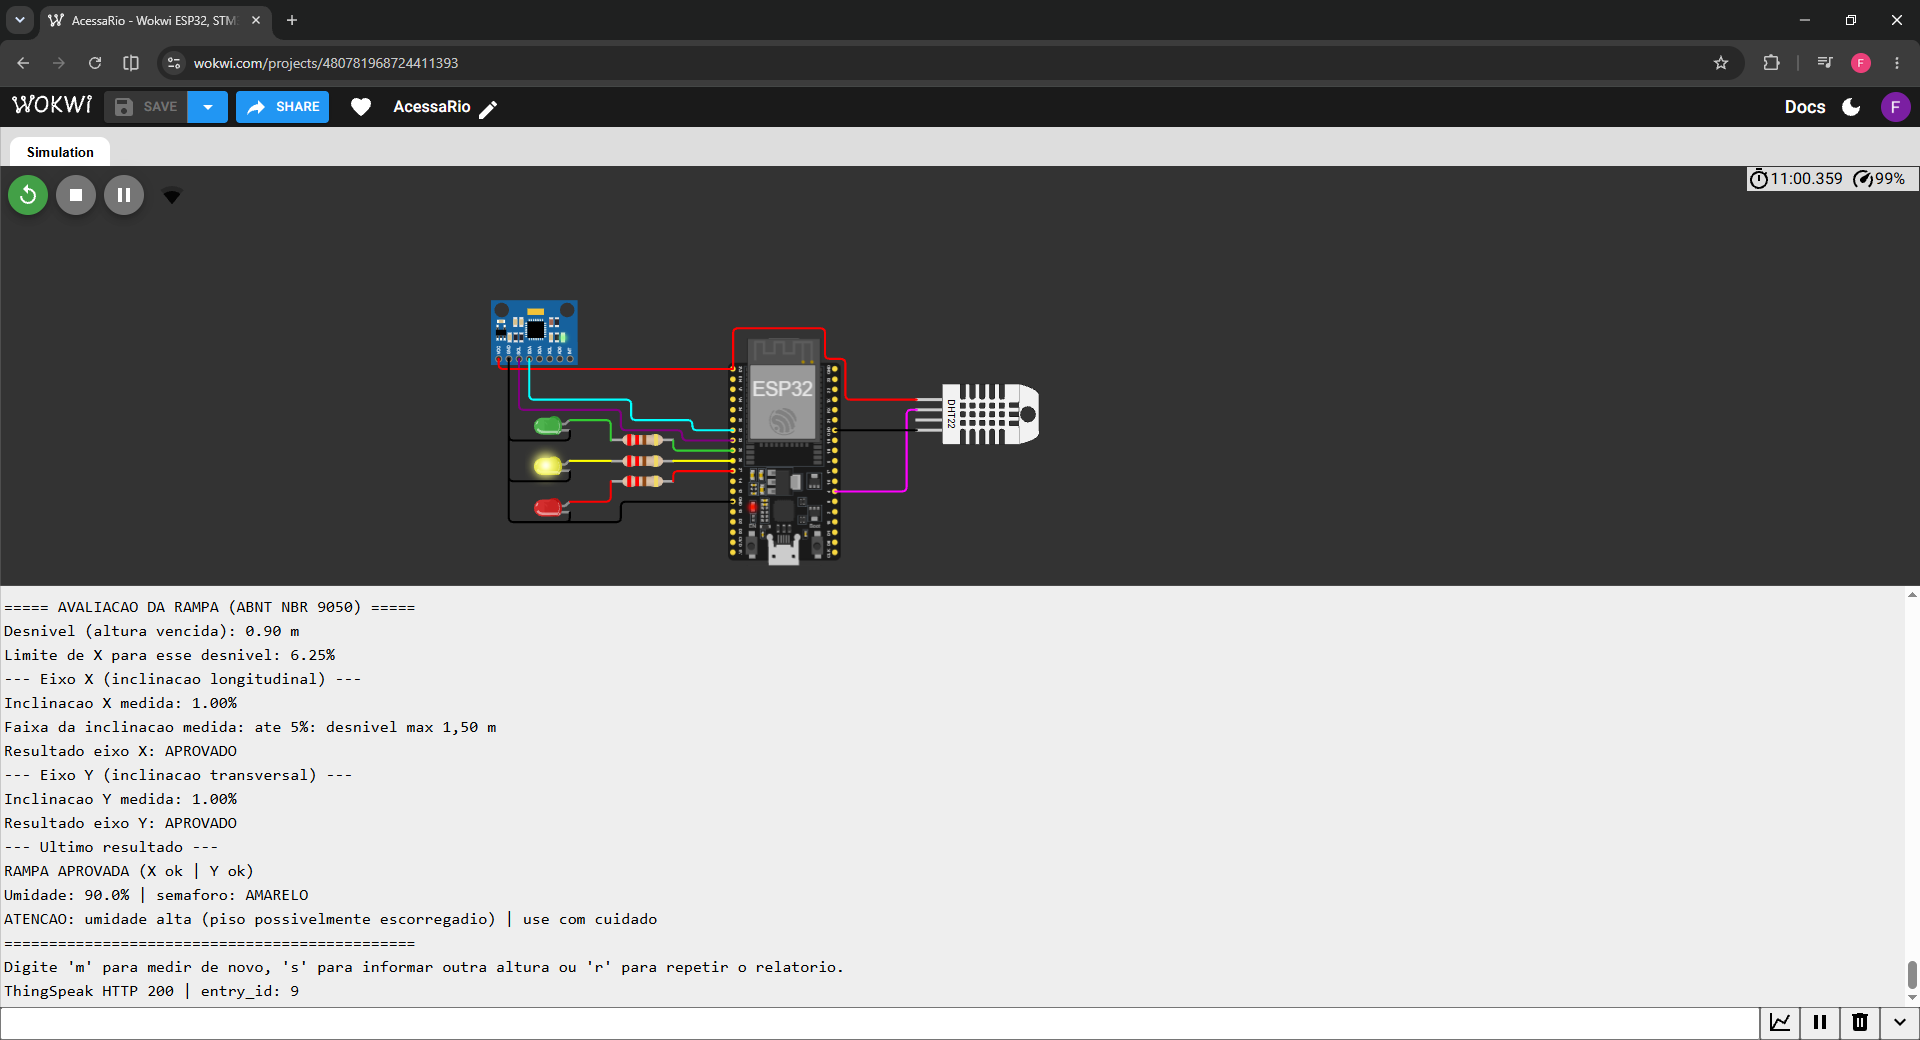 AcessaRio - Wokwi ESP32, STM
wokwi.com/projects/480781968724411393
F
WOKWI
SAVE
SHARE
AcessaRio
Docs
F
Simulation
11:00.359
99%
ESP32
DHT22
===== AVALIACAO DA RAMPA (ABNT NBR 9050) =====
Desnivel (altura vencida): 0.90 m
Limite de X para esse desnivel: 6.25%
--- Eixo X (inclinacao longitudinal) ---
Inclinacao X medida: 1.00%
Faixa da inclinacao medida: ate 5%: desnivel max 1,50 m
Resultado eixo X: APROVADO
--- Eixo Y (inclinacao transversal) ---
Inclinacao Y medida: 1.00%
Resultado eixo Y: APROVADO
--- Ultimo resultado ---
RAMPA APROVADA (X ok | Y ok)
Umidade: 90.0% | semaforo: AMARELO
ATENCAO: umidade alta (piso possivelmente escorregadio) | use com cuidado
==============================================
Digite 'm' para medir de novo, 's' para informar outra altura ou 'r' para repetir o relatorio.
ThingSpeak HTTP 200 | entry_id: 9